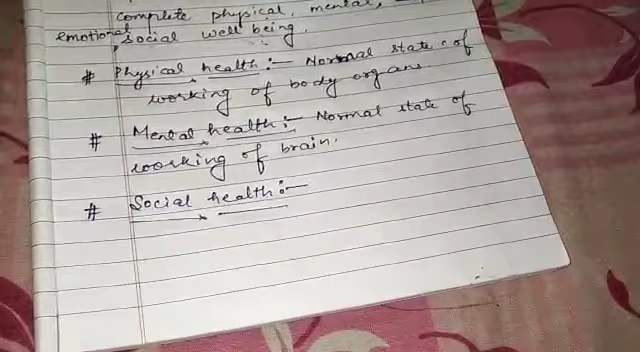 complete physical, mental,
emotional, social well being.
# Physical health :- Normal state of
working of body organs.
# Mental health :- Normal state of
working of brain.
# Social health :-